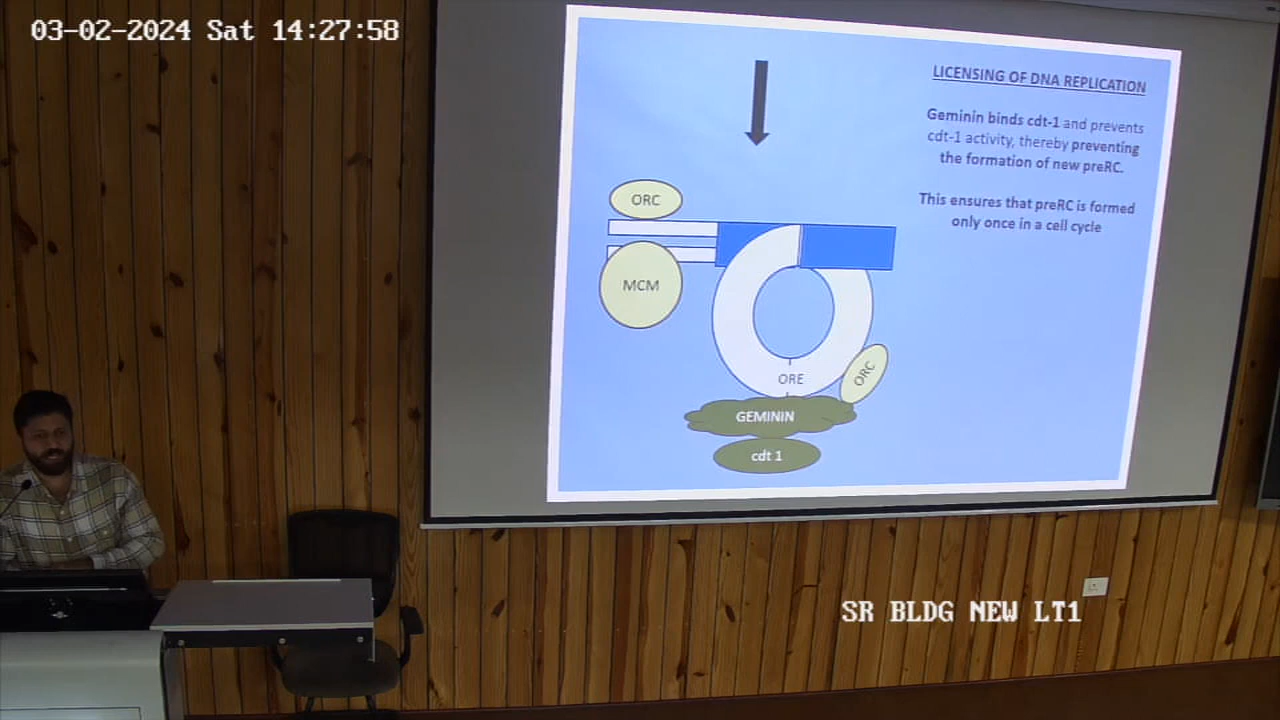 03-02-2024 Sat 14:27:58
LICENSING OF DNA REPLICATION
Geminin binds cdt-1 and prevents
cdt-1 activity, thereby preventing
the formation of new preRC.
This ensures that preRC is formed
only once in a cell cycle
ORC
MCM
ORE
ORC
GEMININ
cdt 1
SR BLDG NEW LT1